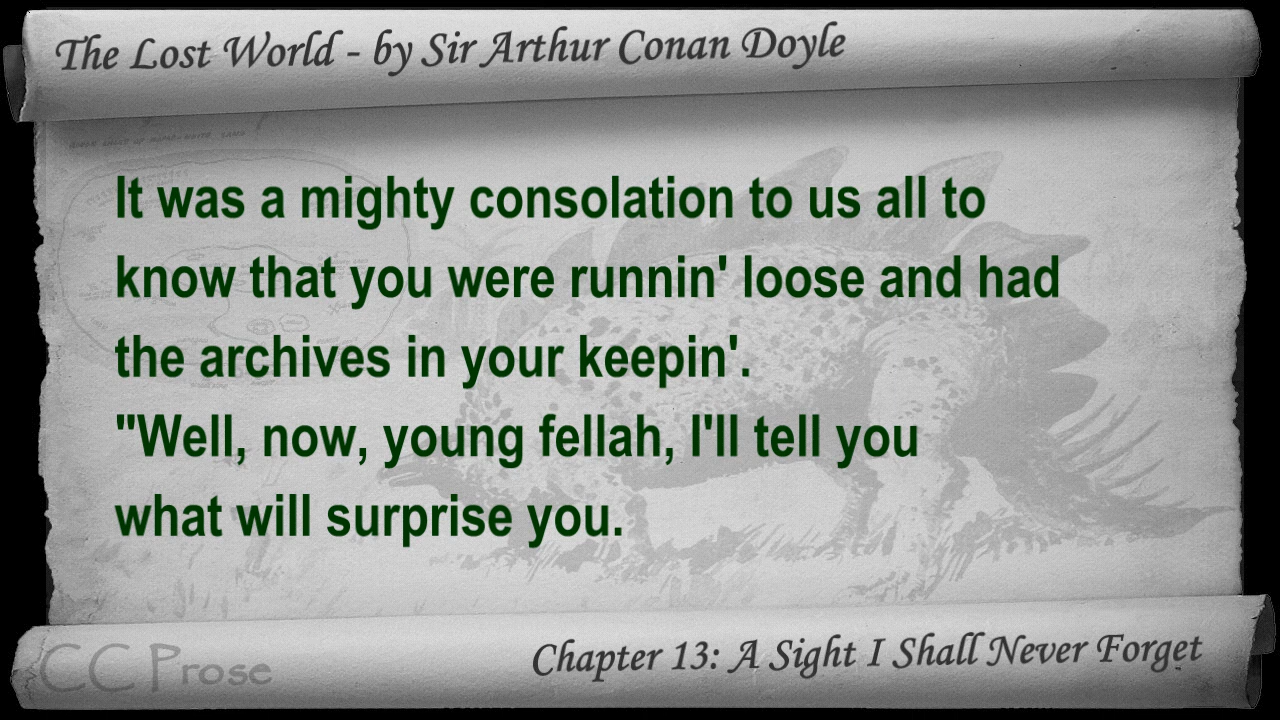 The Lost World - by Sir Arthur Conan Doyle
It was a mighty consolation to us all to
know that you were runnin' loose and had
the archives in your keepin'.
"Well, now, young fellah, I'll tell you
what will surprise you.
CC Prose
Chapter 13: A Sight I Shall Never Forget